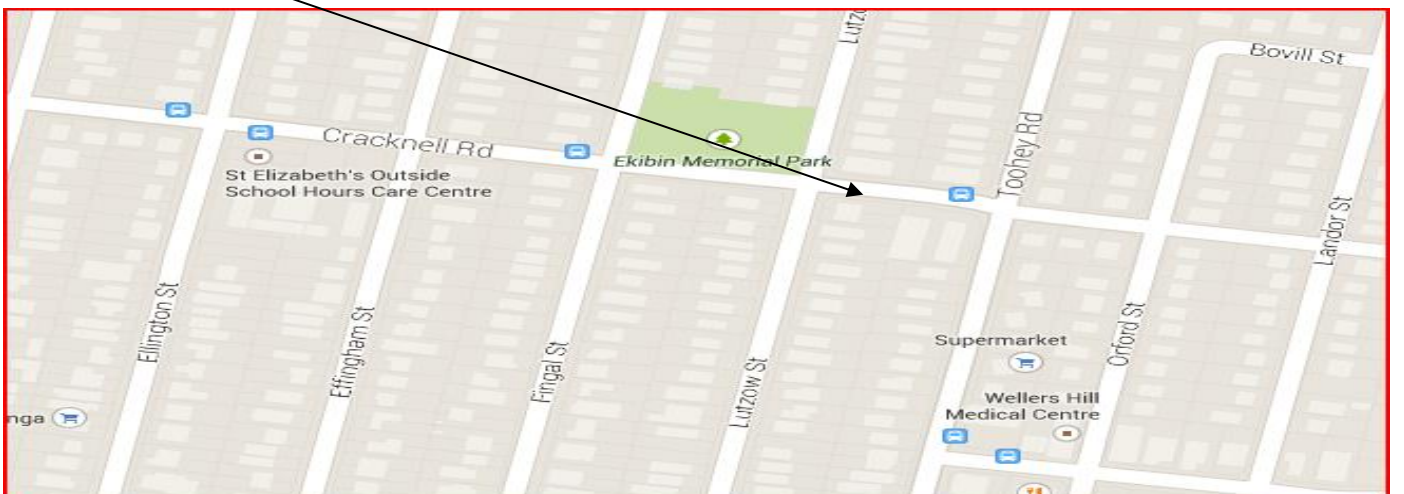 Lutzo
Bovill St
Cracknell Rd
Toohey Rd
Ekibin Memorial Park
St Elizabeth's Outside
School Hours Care Centre
Landor St
Ellington St
Effingham St
Fingal St
Lutzow St
Orford St
Supermarket
Wellers Hill
Medical Centre
nga